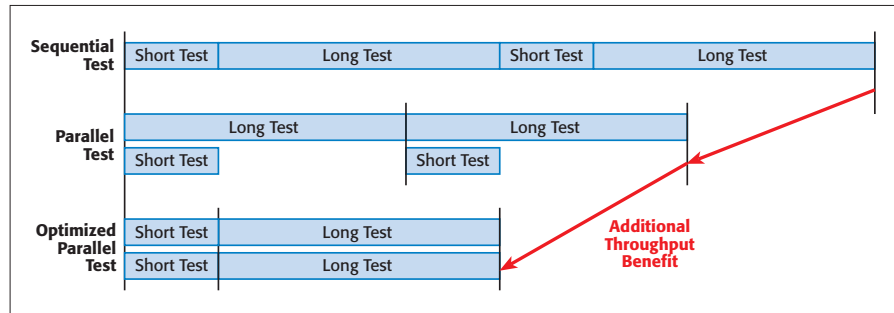 Sequential
Test
Short Test
Long Test
Short Test
Long Test
Parallel
Test
Long Test
Long Test
Short Test
Short Test
Optimized
Parallel
Test
Short Test
Long Test
Short Test
Long Test
Additional
Throughput
Benefit